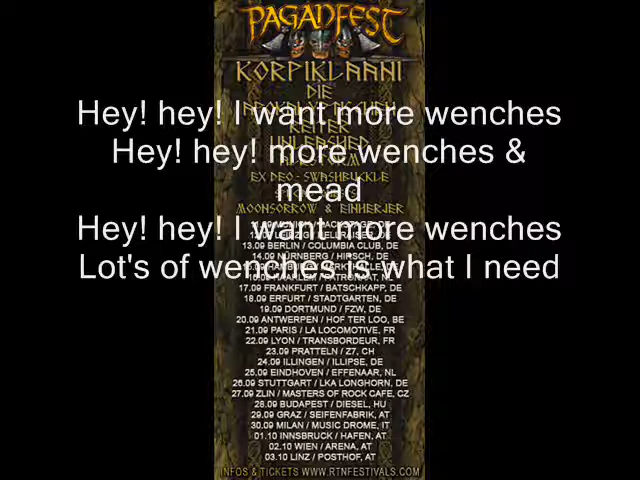 PAGANFEST
KORPIKLAANI
DIE
APOKALYPTISCHEN
Hey! hey! I want more wenches
REITER
UNLEASHED
Hey! hey! more wenches &
ALESTORM
EX DEO - SWASHBUCKLE
mead
MOONSORROW & EINHERJER
Hey! hey! I want more wenches
13.09 BERLIN / COLUMBIA CLUB, DE
14.09 NÜRNBERG / HIRSCH, DE
Lot's of wenches is what I need
17.09 FRANKFURT / BATSCHKAPP, DE
18.09 ERFURT / STADTGARTEN, DE
19.09 DORTMUND / FZW, DE
20.09 ANTWERPEN / HOF TER LOO, BE
21.09 PARIS / LA LOCOMOTIVE, FR
22.09 LYON / TRANSBORDEUR, FR
23.09 PRATTELN / Z7, CH
24.09 ILLINGEN / ILLIPSE, DE
25.09 EINDHOVEN / EFFENAAR, NL
26.09 STUTTGART / LKA LONGHORN, DE
27.09 ZLIN / MASTERS OF ROCK CAFE, CZ
28.09 BUDAPEST / DIESEL, HU
29.09 GRAZ / SEIFENFABRIK, AT
30.09 MILAN / MUSIC DROME, IT
01.10 INNSBRUCK / HAFEN, AT
02.10 WIEN / ARENA, AT
03.10 LINZ / POSTHOF, AT
INFOS & TICKETS WWW.RTNFESTIVALS.COM